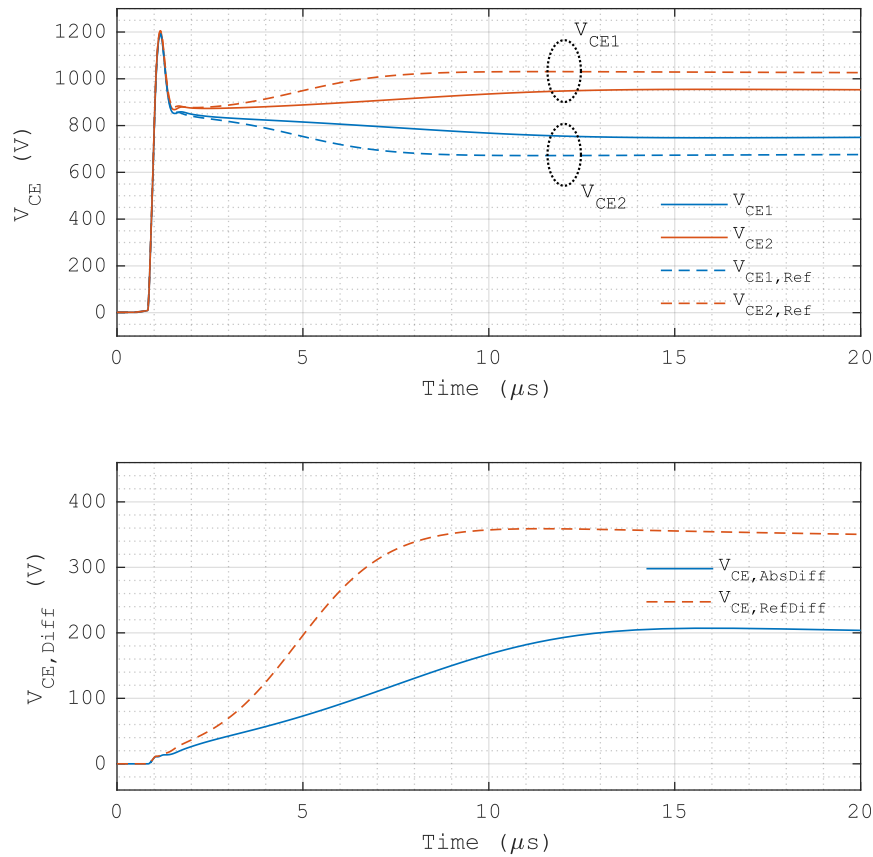 1200
1000
800
600
400
200
0
V_CE (V)
V_CE1
V_CE2
V_CE1
V_CE2
V_CE1,Ref
V_CE2,Ref
0 5 10 15 20
Time (μs)
400
300
200
100
0
V_CE,Diff (V)
V_CE,AbsDiff
V_CE,RefDiff
0 5 10 15 20
Time (μs)